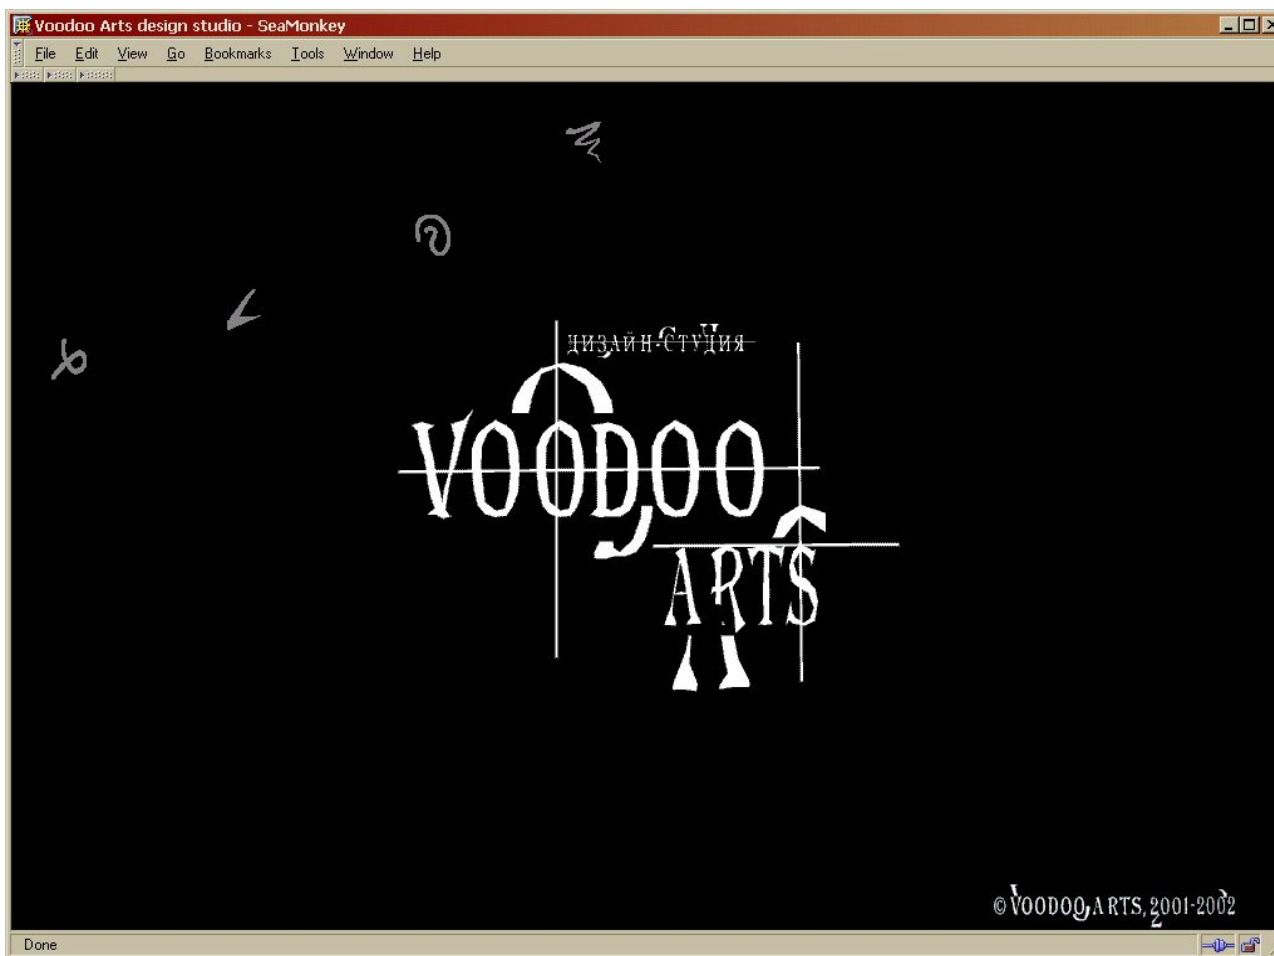 Voodoo Arts design studio - SeaMonkey
File Edit View Go Bookmarks Tools Window Help
ДИЗАЙН-СТУДИЯ
VOODOO
ARTS
© VOODOO ARTS, 2001-2002
Done